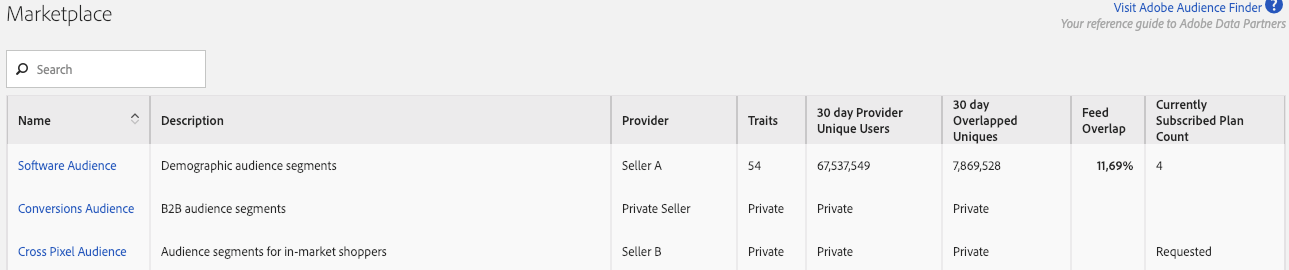 Marketplace
Visit Adobe Audience Finder ?
Your reference guide to Adobe Data Partners
Search
Name Description Provider Traits 30 day Provider Unique Users 30 day Overlapped Uniques Feed Overlap Currently Subscribed Plan Count
Software Audience Demographic audience segments Seller A 54 67,537,549 7,869,528 11,69% 4
Conversions Audience B2B audience segments Private Seller Private Private Private
Cross Pixel Audience Audience segments for in-market shoppers Seller B Private Private Private Requested